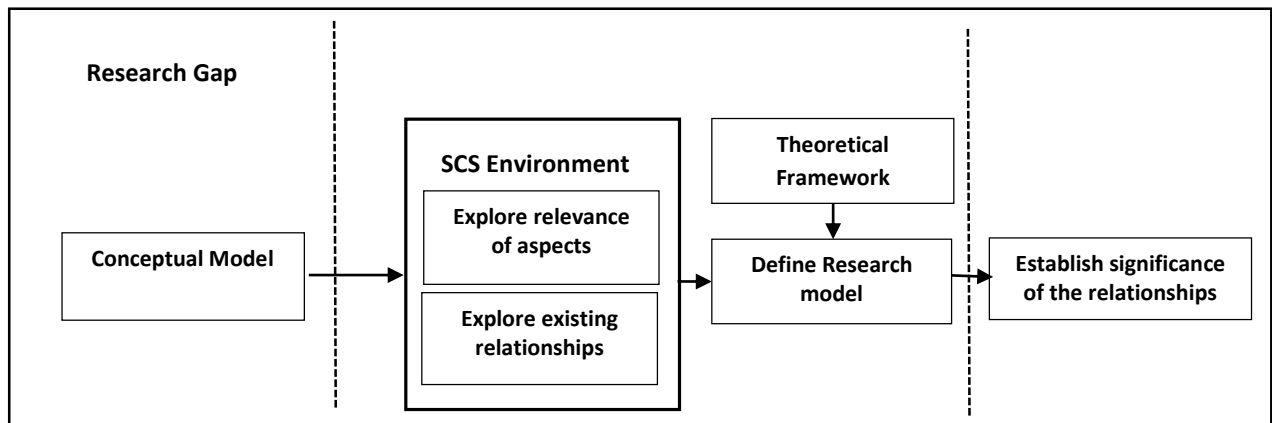 Research Gap
Conceptual Model
SCS Environment
Explore relevance
of aspects
Explore existing
relationships
Theoretical
Framework
Define Research
model
Establish significance
of the relationships